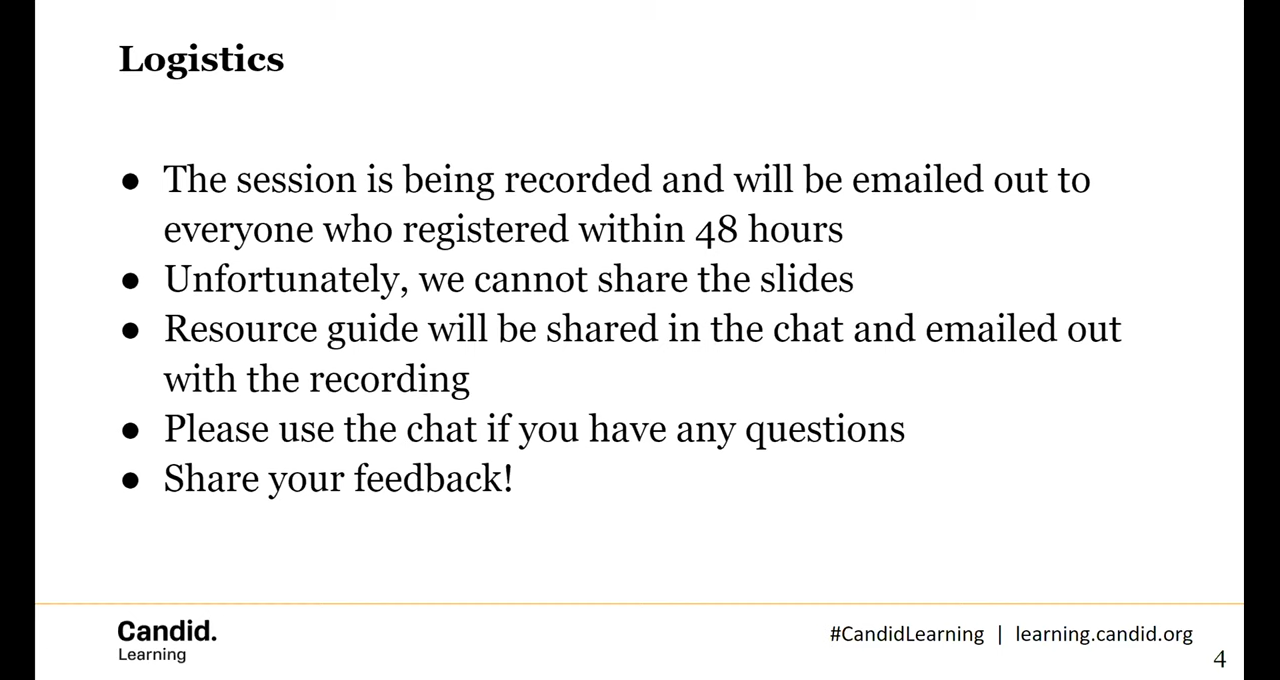 Logistics
● The session is being recorded and will be emailed out to
everyone who registered within 48 hours
● Unfortunately, we cannot share the slides
● Resource guide will be shared in the chat and emailed out
with the recording
● Please use the chat if you have any questions
● Share your feedback!
Candid.
Learning
#CandidLearning | learning.candid.org
4